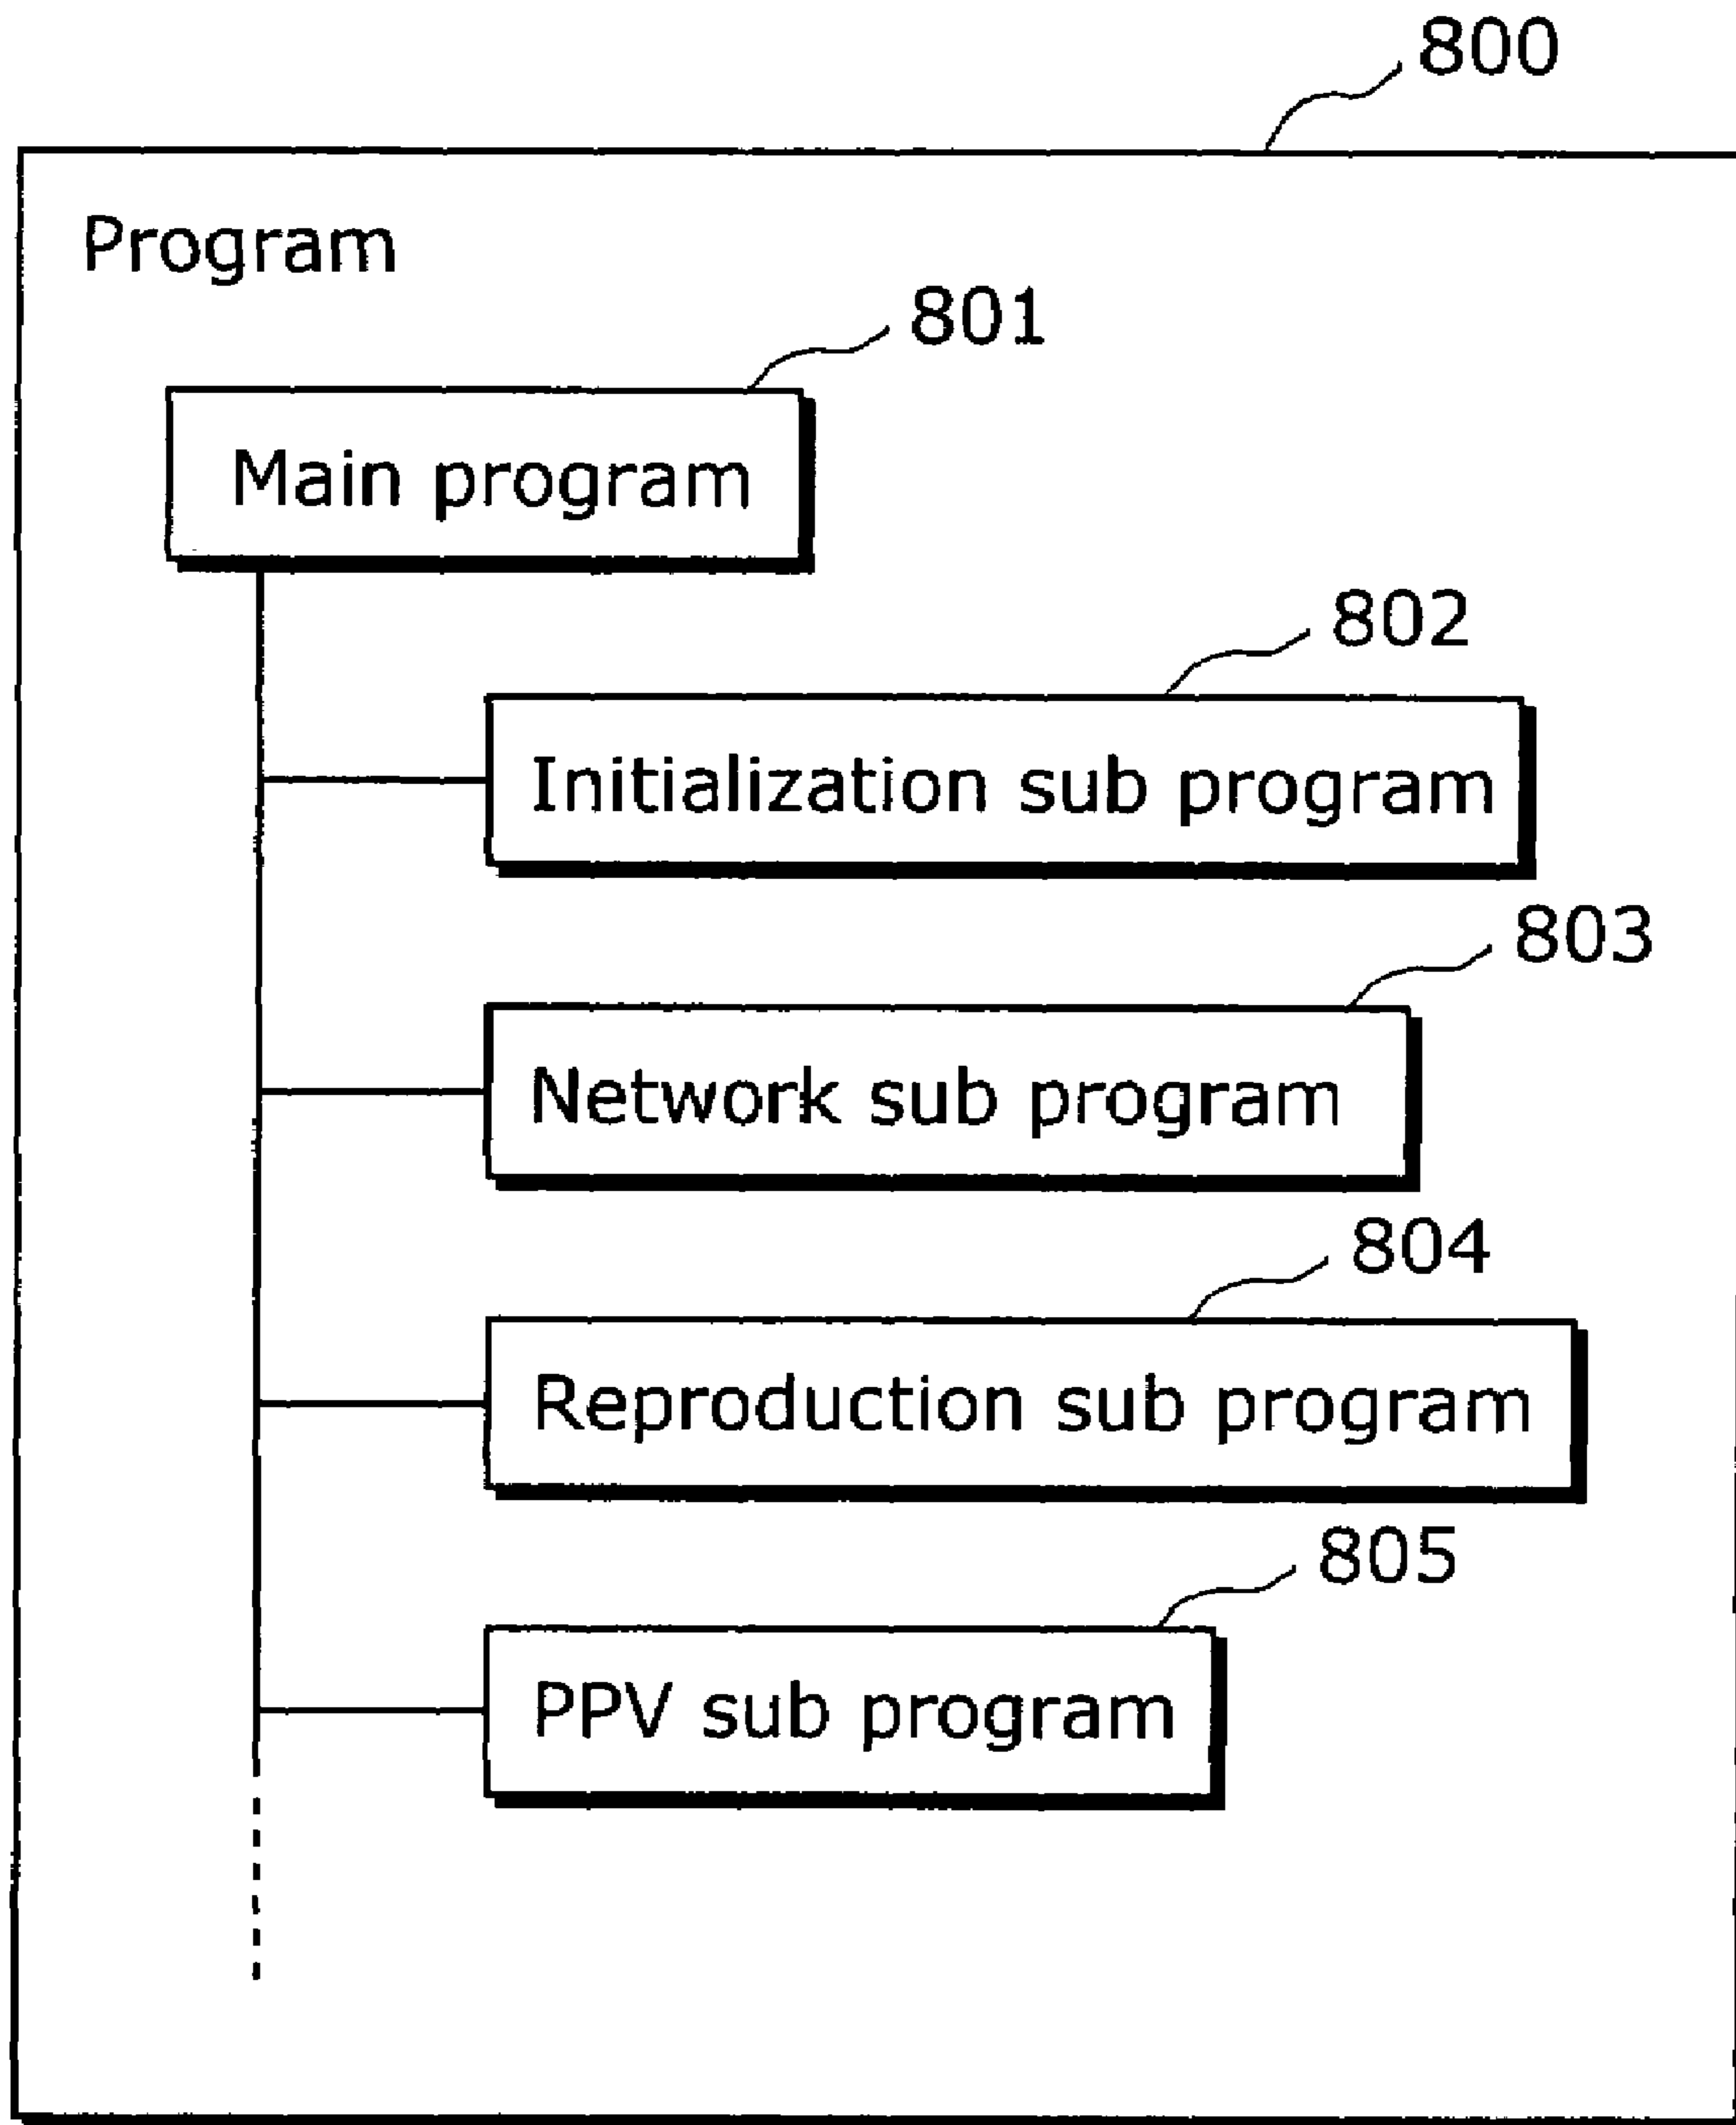 800
Program
801
Main program
802
Initialization sub program
803
Network sub program
804
Reproduction sub program
805
PPV sub program